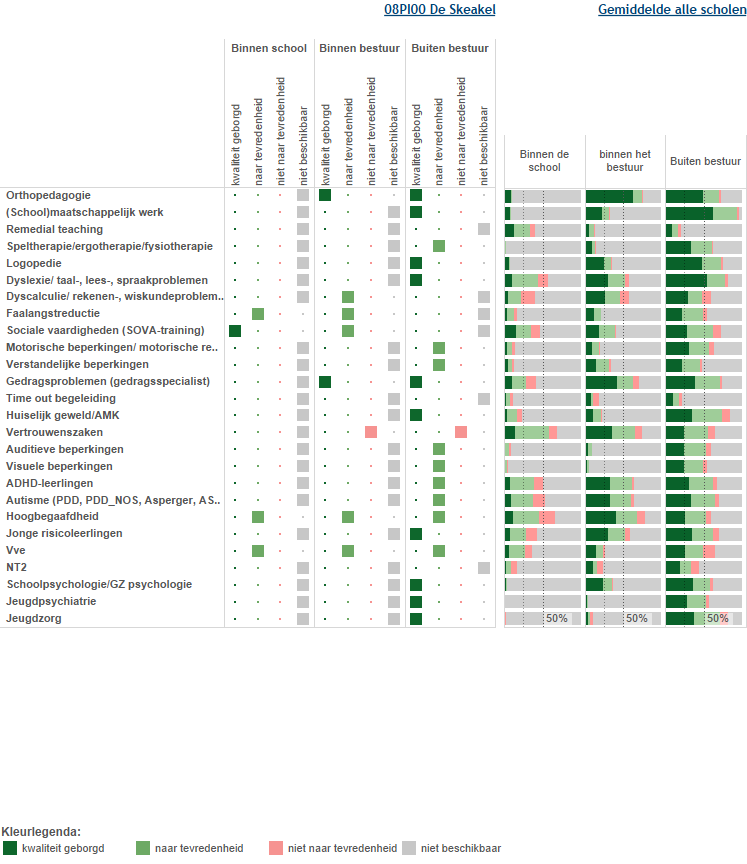 08PI00 De Skeakel
Gemiddelde alle scholen
Binnen school
Binnen bestuur
Buiten bestuur
kwaliteit geborgd
naar tevredenheid
niet naar tevredenheid
niet beschikbaar
kwaliteit geborgd
naar tevredenheid
niet naar tevredenheid
niet beschikbaar
kwaliteit geborgd
naar tevredenheid
niet naar tevredenheid
niet beschikbaar
Binnen de
school
binnen het
bestuur
Buiten bestuur
Orthopedagogie
(School)maatschappelijk werk
Remedial teaching
Speltherapie/ergotherapie/fysiotherapie
Logopedie
Dyslexie/ taal-, lees-, spraakproblemen
Dyscalculie/ rekenen-, wiskundeproblem..
Faalangstreductie
Sociale vaardigheden (SOVA-training)
Motorische beperkingen/ motorische re..
Verstandelijke beperkingen
Gedragsproblemen (gedragsspecialist)
Time out begeleiding
Huiselijk geweld/AMK
Vertrouwenszaken
Auditieve beperkingen
Visuele beperkingen
ADHD-leerlingen
Autisme (PDD, PDD_NOS, Asperger, AS..
Hoogbegaafdheid
Jonge risicoleerlingen
Vve
NT2
Schoolpsychologie/GZ psychologie
Jeugdpsychiatrie
Jeugdzorg
50%
50%
50%
Kleurlegenda:
kwaliteit geborgd
naar tevredenheid
niet naar tevredenheid
niet beschikbaar